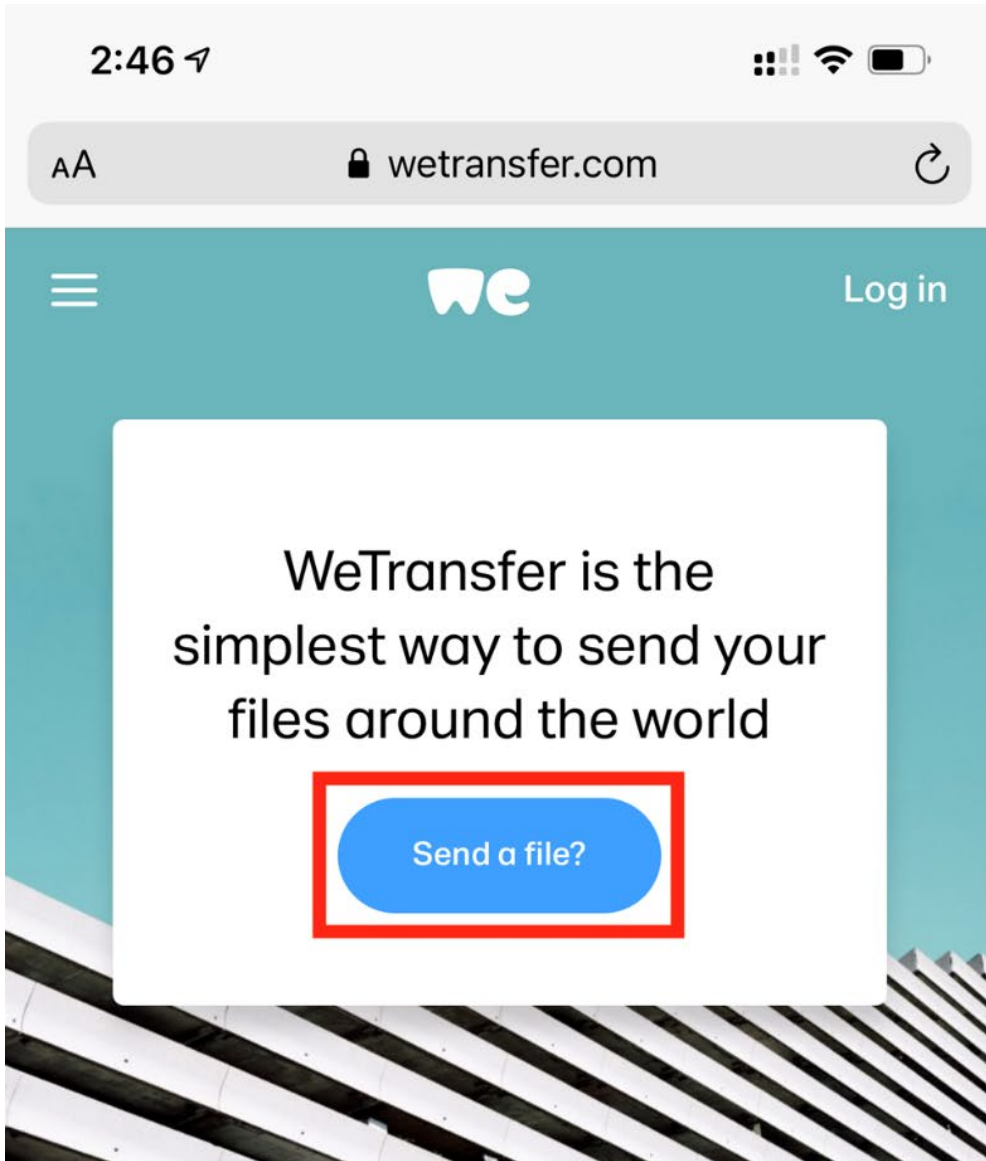 2:46
AA wetransfer.com
we Log in
WeTransfer is the
simplest way to send your
files around the world
Send a file?